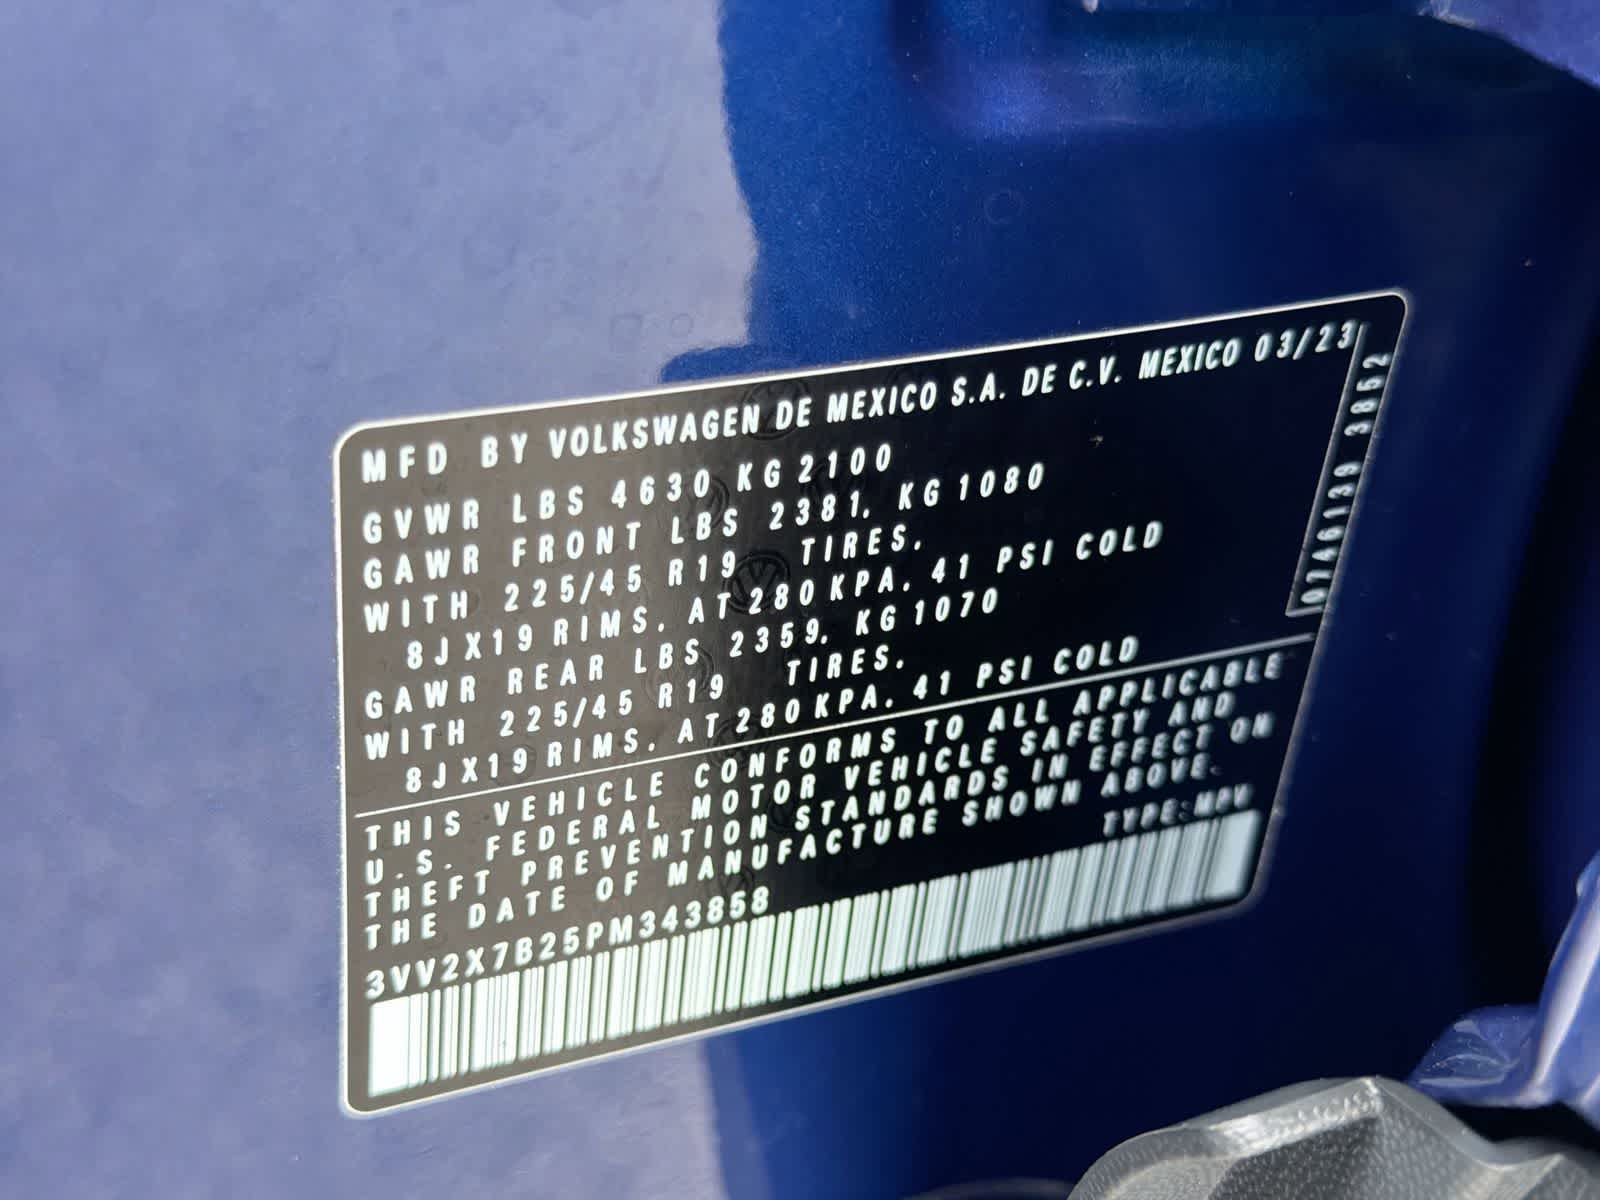 MFD BY VOLKSWAGEN DE MEXICO S.A. DE C.V. MEXICO 03/23
GVWR LBS 4630 KG 2100
GAWR FRONT LBS 2381, KG 1080
WITH 225/45 R19 TIRES,
8JX19 RIMS, AT 280 KPA, 41 PSI COLD
GAWR REAR LBS 2359, KG 1070
WITH 225/45 R19 TIRES,
8JX19 RIMS, AT 280 KPA, 41 PSI COLD
THIS VEHICLE CONFORMS TO ALL APPLICABLE
U.S. FEDERAL MOTOR VEHICLE SAFETY AND
THEFT PREVENTION STANDARDS IN EFFECT ON
THE DATE OF MANUFACTURE SHOWN ABOVE.
TYPE: MPV
3VV2X7B25PM343858